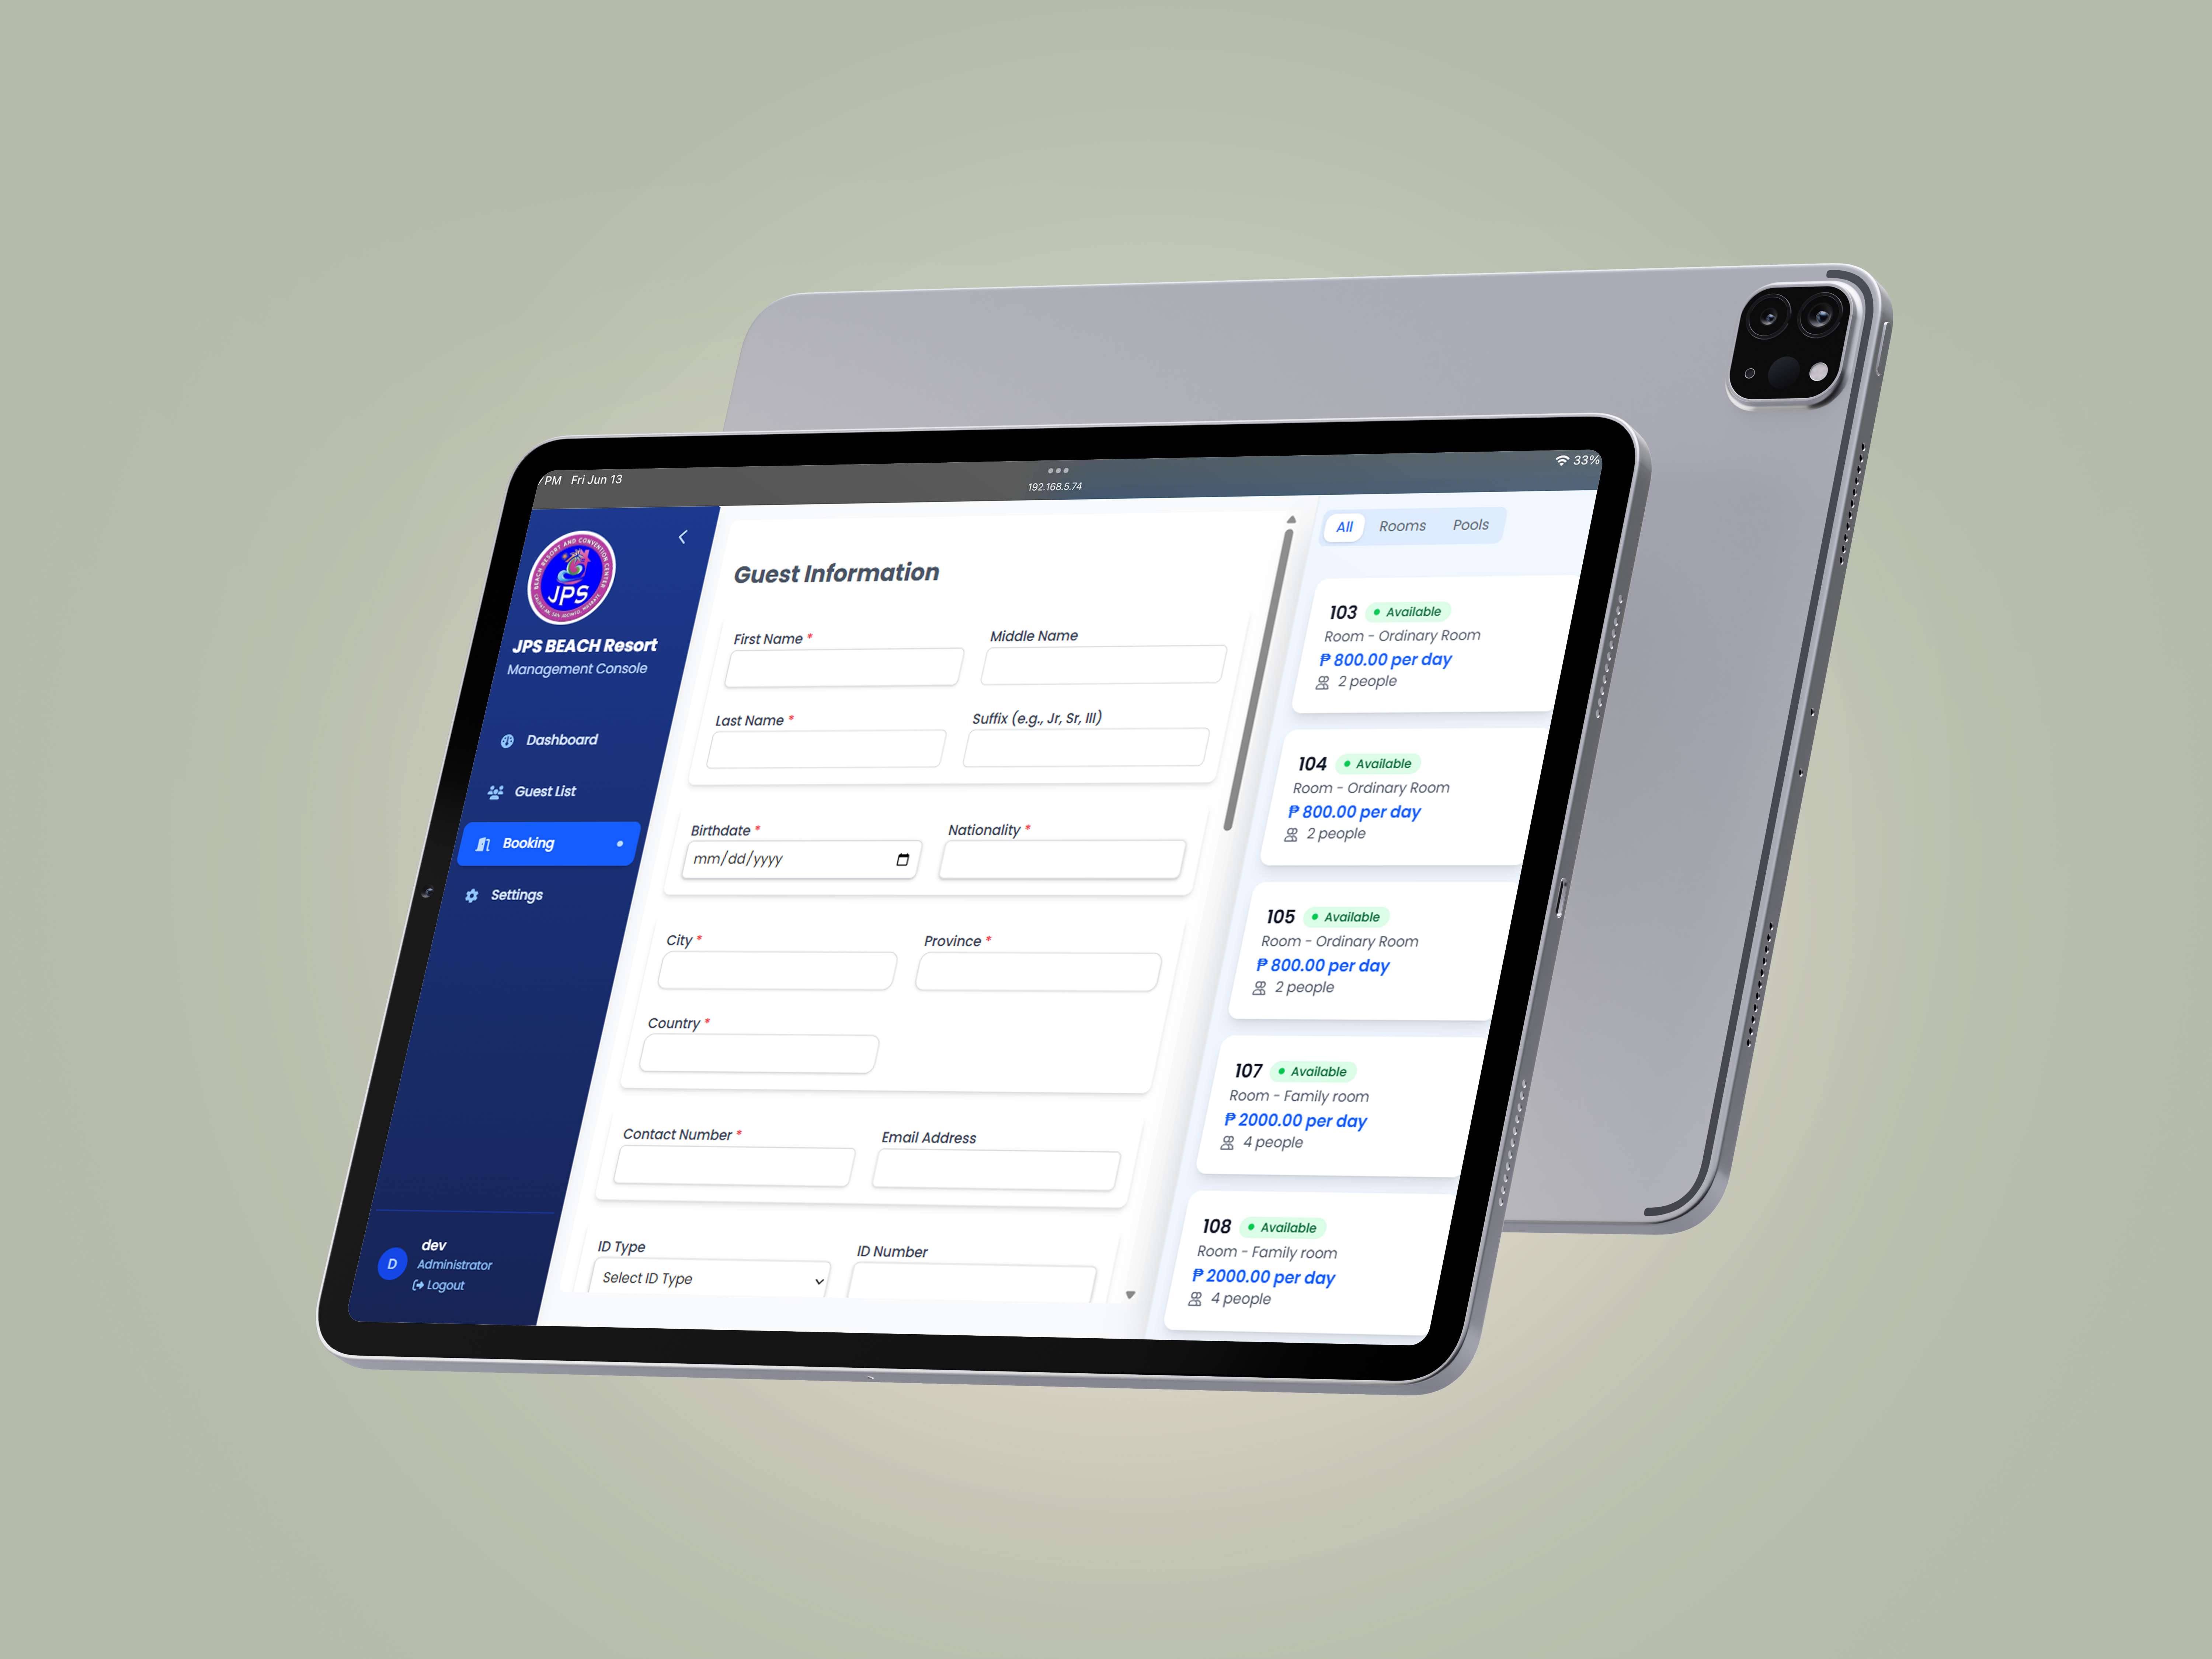 PM Fri Jun 13
192.168.5.74
33%
BEACH RESORT AND CONVENTION CENTER
JPS
JPS BEACH Resort
Management Console
Dashboard
Guest List
Booking
Settings
D
dev
Administrator
Logout
Guest Information
First Name *
Middle Name
Last Name *
Suffix (e.g., Jr, Sr, III)
Birthdate *
Nationality *
mm/dd/yyyy
City *
Province *
Country *
Contact Number *
Email Address
ID Type
ID Number
Select ID Type
All Rooms Pools
103 Available
Room - Ordinary Room
₱ 800.00 per day
2 people
104 Available
Room - Ordinary Room
₱ 800.00 per day
2 people
105 Available
Room - Ordinary Room
₱ 800.00 per day
2 people
107 Available
Room - Family room
₱ 2000.00 per day
4 people
108 Available
Room - Family room
₱ 2000.00 per day
4 people